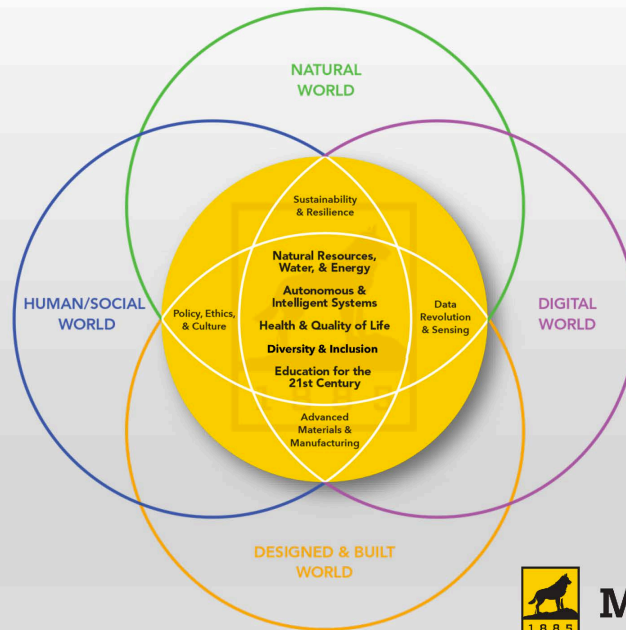 NATURAL
WORLD
Sustainability
& Resilience
Natural Resources,
Water, & Energy
Autonomous &
Intelligent Systems
HUMAN/SOCIAL
WORLD
Policy, Ethics,
& Culture
Health & Quality of Life
Data
Revolution
& Sensing
DIGITAL
WORLD
Diversity & Inclusion
Education for the
21st Century
1885
Advanced
Materials &
Manufacturing
DESIGNED & BUILT
WORLD
M
1885